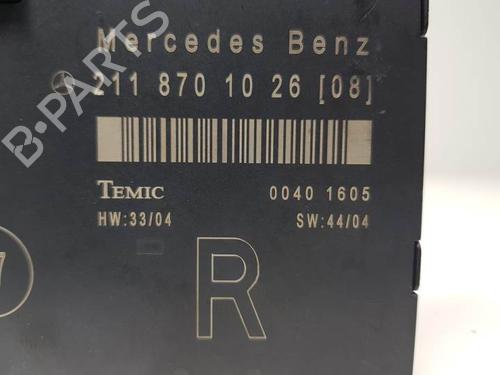 Mercedes Benz
211 870 10 26 [08]
TEMIC 0040 1605
HW:33/04 SW:44/04
R
B-PARTS